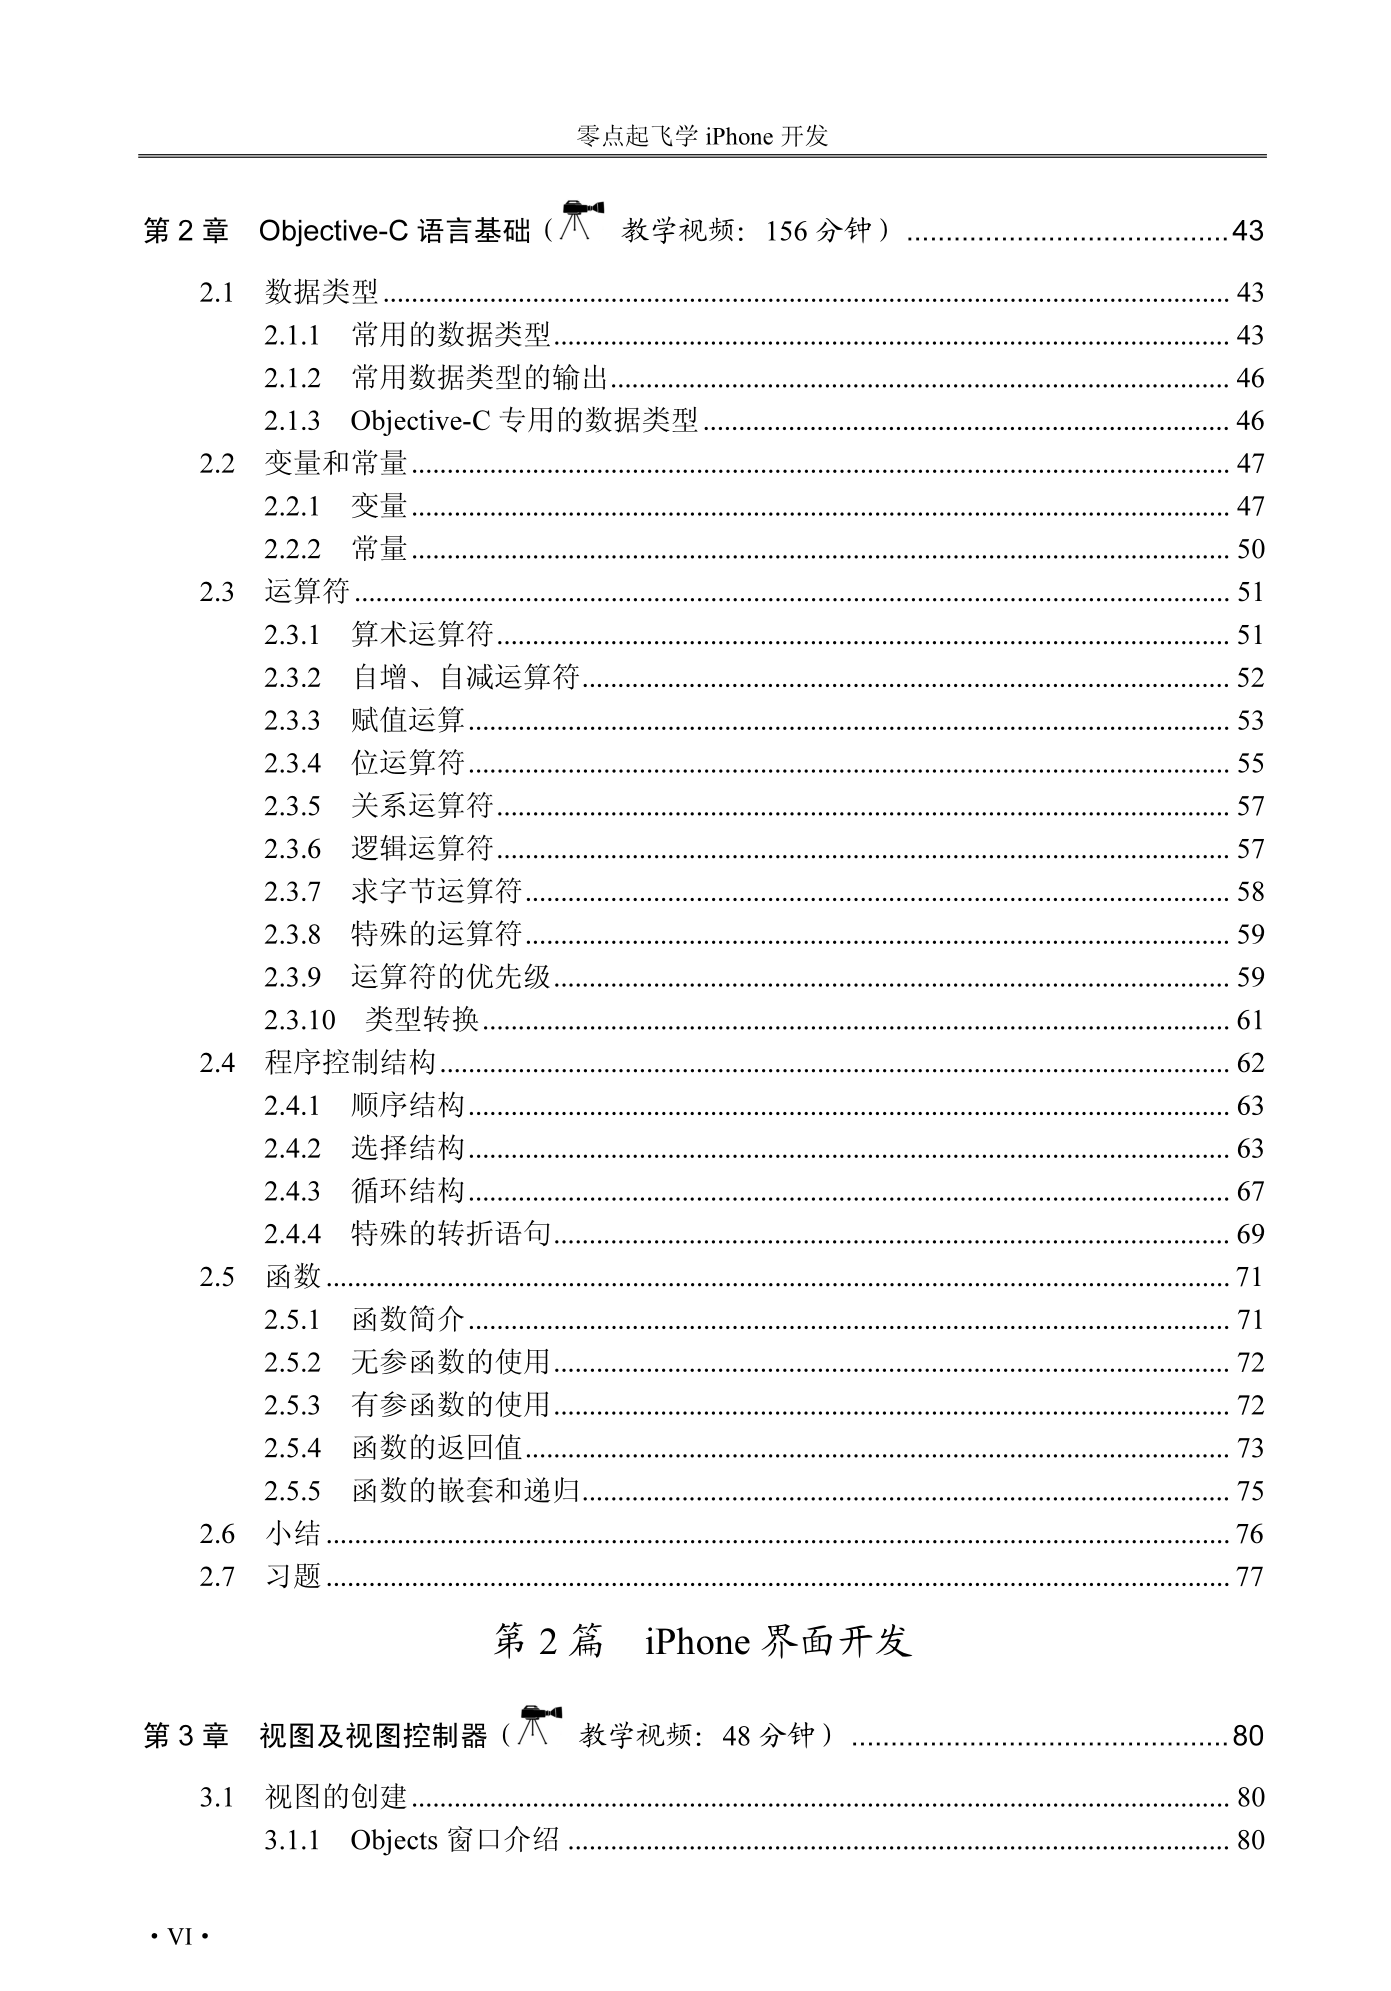 零点起飞学 iPhone 开发
第 2 章 Objective-C 语言基础（ 教学视频：156 分钟）........................................43
2.1 数据类型........................................43
2.1.1 常用的数据类型........................................43
2.1.2 常用数据类型的输出........................................46
2.1.3 Objective-C 专用的数据类型........................................46
2.2 变量和常量........................................47
2.2.1 变量........................................47
2.2.2 常量........................................50
2.3 运算符........................................51
2.3.1 算术运算符........................................51
2.3.2 自增、自减运算符........................................52
2.3.3 赋值运算........................................53
2.3.4 位运算符........................................55
2.3.5 关系运算符........................................57
2.3.6 逻辑运算符........................................57
2.3.7 求字节运算符........................................58
2.3.8 特殊的运算符........................................59
2.3.9 运算符的优先级........................................59
2.3.10 类型转换........................................61
2.4 程序控制结构........................................62
2.4.1 顺序结构........................................63
2.4.2 选择结构........................................63
2.4.3 循环结构........................................67
2.4.4 特殊的转折语句........................................69
2.5 函数........................................71
2.5.1 函数简介........................................71
2.5.2 无参函数的使用........................................72
2.5.3 有参函数的使用........................................72
2.5.4 函数的返回值........................................73
2.5.5 函数的嵌套和递归........................................75
2.6 小结........................................76
2.7 习题........................................77
第 2 篇 iPhone 界面开发
第 3 章 视图及视图控制器（ 教学视频：48 分钟）........................................80
3.1 视图的创建........................................80
3.1.1 Objects 窗口介绍........................................80
• VI •